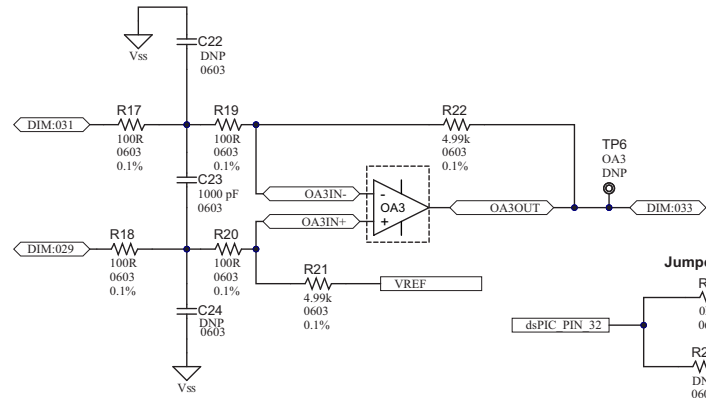 C22
DNP
0603
Vss
DIM:031
R17
100R
0603
0.1%
R19
100R
0603
0.1%
R22
4.99k
0603
0.1%
TP6
OA3
DNP
C23
1000 pF
0603
OA3IN-
-
OA3
+
OA3IN+
OA3OUT
DIM:033
DIM:029
R18
100R
0603
0.1%
R20
100R
0603
0.1%
R21
4.99k
0603
0.1%
VREF
C24
DNP
0603
Vss
dsPIC_PIN_32